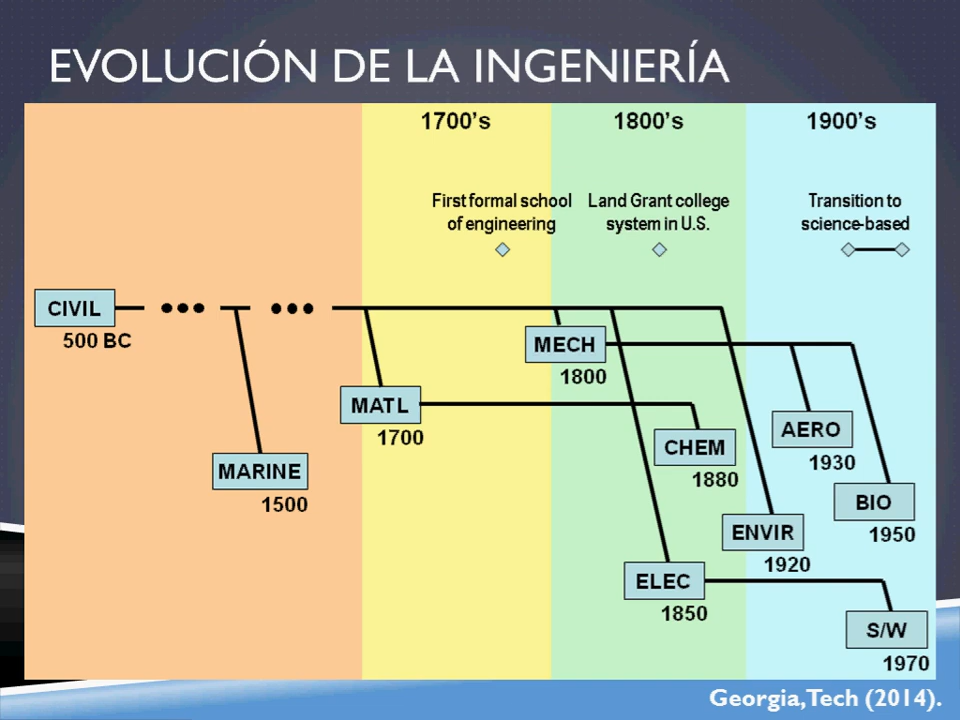 EVOLUCIÓN DE LA INGENIERÍA
1700's
1800's
1900's
First formal school
of engineering
Land Grant college
system in U.S.
Transition to
science-based
CIVIL
500 BC
MARINE
1500
MATL
1700
MECH
1800
CHEM
1880
ELEC
1850
ENVIR
1920
AERO
1930
BIO
1950
S/W
1970
Georgia,Tech (2014).